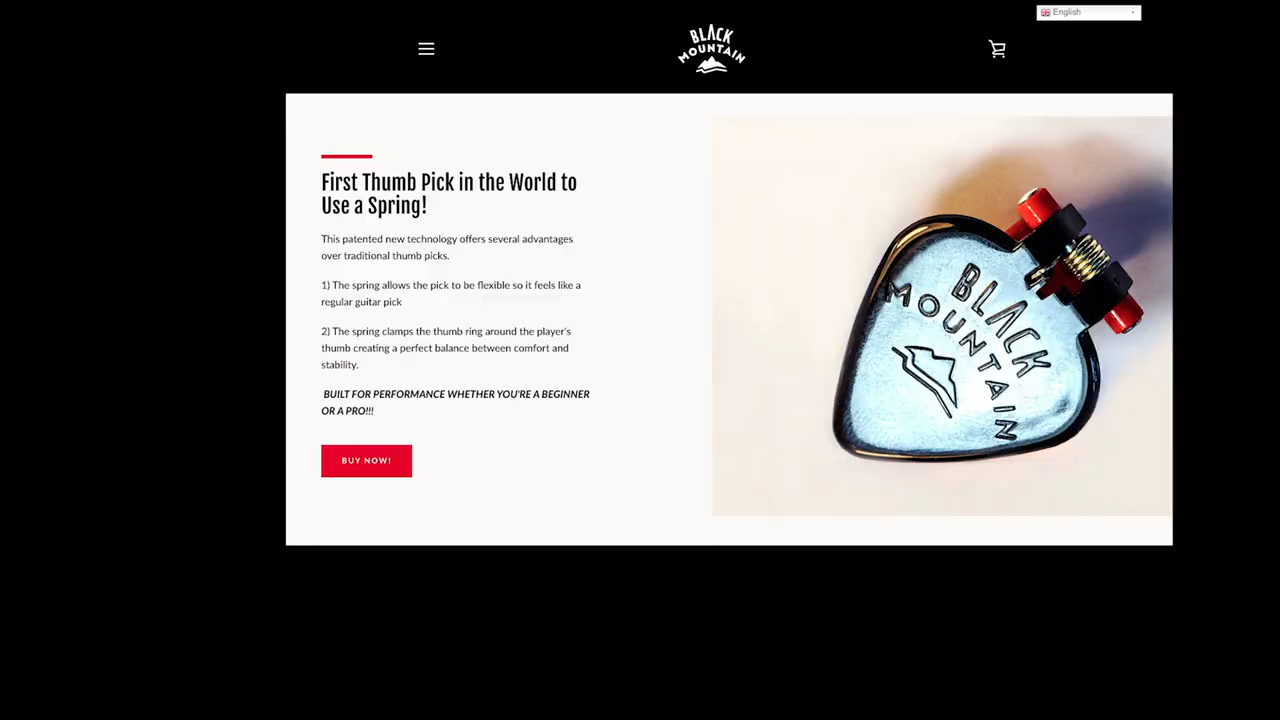 English
BLACK
MOUNTAIN
First Thumb Pick in the World to
Use a Spring!
This patented new technology offers several advantages
over traditional thumb picks.
1) The spring allows the pick to be flexible so it feels like a
regular guitar pick
2) The spring clamps the thumb ring around the player's
thumb creating a perfect balance between comfort and
stability.
BUILT FOR PERFORMANCE WHETHER YOU'RE A BEGINNER
OR A PRO!!!
BUY NOW!
BLACK
MOUNTAIN